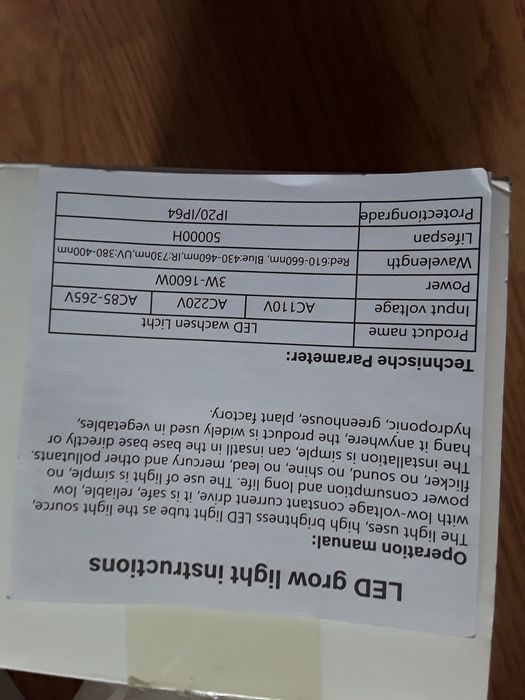 LED grow light instructions
Operation manual:
The light uses, high brightness LED light tube as the light source,
with low-voltage constant current drive, it is safe, reliable, low
power consumption and long life. The use of light is simple, no
flicker, no sound, no shine, no lead, mercury and other pollutants.
The installation is simple, can insatll in the base base directly or
hang it anywhere, the product is widely used in vegetables,
hydroponic, greenhouse, plant factory.
Technische Parameter:
Product name LED wachsen Licht
Input voltage AC110V AC220V AC85-265V
Power 3W-1600W
Wavelength Red:610-660nm, Blue:430-460nm,IR:730nm,UV:380-400nm
Lifespan 50000H
Protectiongrade IP20/IP64